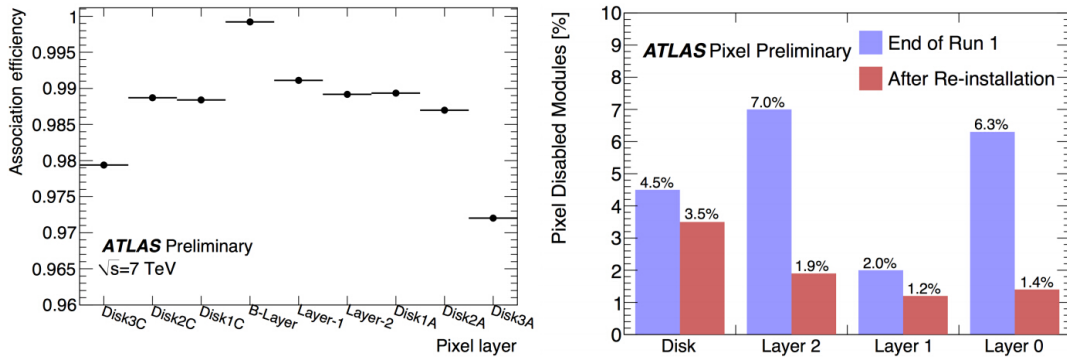 1
0.995
0.99
0.985
0.98
0.975
0.97
0.965
0.96
Association efficiency
ATLAS Preliminary
√s=7 TeV
Disk3C
Disk2C
Disk1C
B-Layer
Layer-1
Layer-2
Disk1A
Disk2A
Disk3A
Pixel layer
10
9
8
7
6
5
4
3
2
1
0
Pixel Disabled Modules [%]
ATLAS Pixel Preliminary
End of Run 1
After Re-installation
4.5%
3.5%
7.0%
1.9%
2.0%
1.2%
6.3%
1.4%
Disk
Layer 2
Layer 1
Layer 0